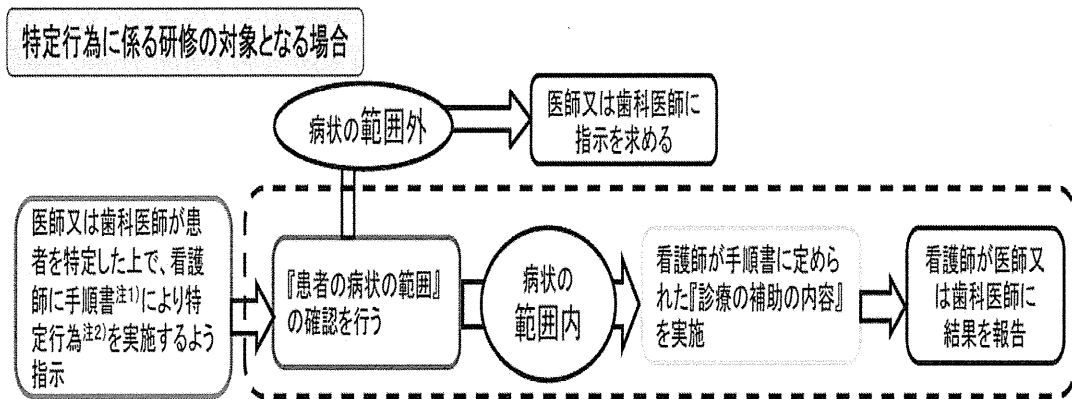 特定行為に係る研修の対象となる場合
病状の範囲外
医師又は歯科医師に
指示を求める
医師又は歯科医師が患
者を特定した上で、看護
師に手順書注1)により特
定行為注2)を実施するよう
指示
『患者の病状の範囲』
の確認を行う
病状の
範囲内
看護師が手順書に定めら
れた『診療の補助の内容』
を実施
看護師が医師又
は歯科医師に
結果を報告